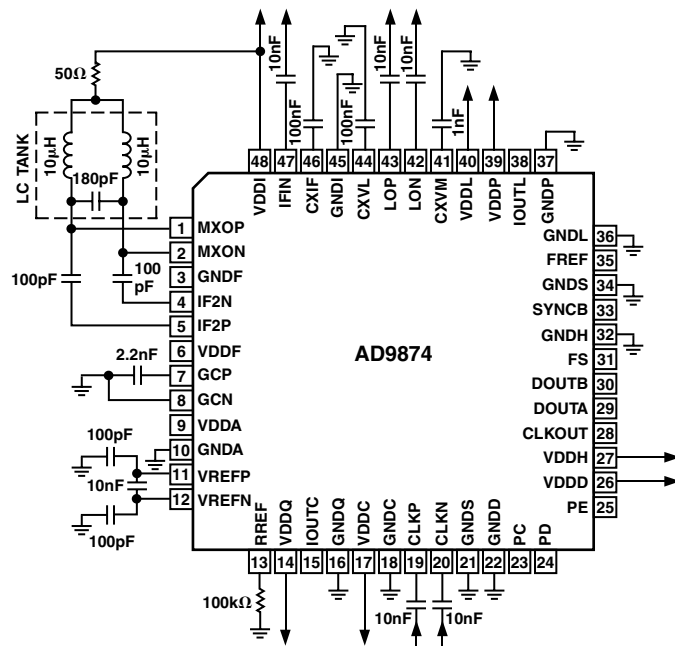 50Ω
LC TANK
10μH
10μH
180pF
100pF
100
pF
2.2nF
100pF
10nF
100pF
10nF
100nF
100nF
10nF
10nF
1nF
48 47 46 45 44 43 42 41 40 39 38 37
VDDI IFIN CXIF GNDI CXVL LOP LON CXVM VDDL VDDP IOUTL GNDP
1 MXOP
2 MXON
3 GNDF
4 IF2N
5 IF2P
6 VDDF
7 GCP
8 GCN
9 VDDA
10 GNDA
11 VREFP
12 VREFN
AD9874
GNDL 36
FREF 35
GNDS 34
SYNCB 33
GNDH 32
FS 31
DOUTB 30
DOUTA 29
CLKOUT 28
VDDH 27
VDDD 26
PE 25
RREF VDDQ IOUTC GNDQ VDDC GNDC CLKP CLKN GNDS GNDD PC PD
13 14 15 16 17 18 19 20 21 22 23 24
100kΩ
10nF
10nF